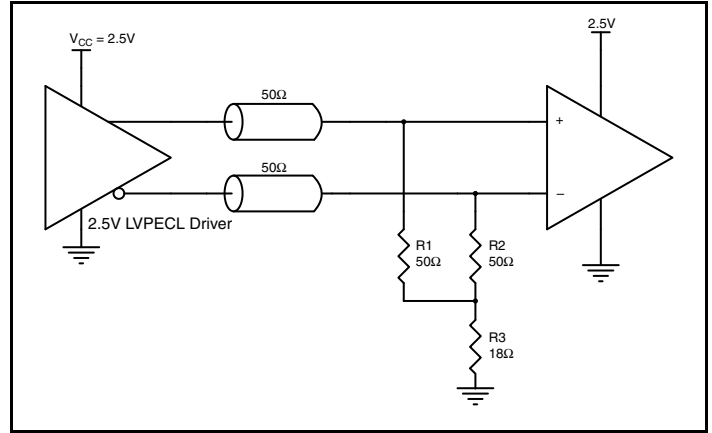 V_CC = 2.5V
2.5V
50Ω
+
50Ω
–
2.5V LVPECL Driver
R1
50Ω
R2
50Ω
R3
18Ω